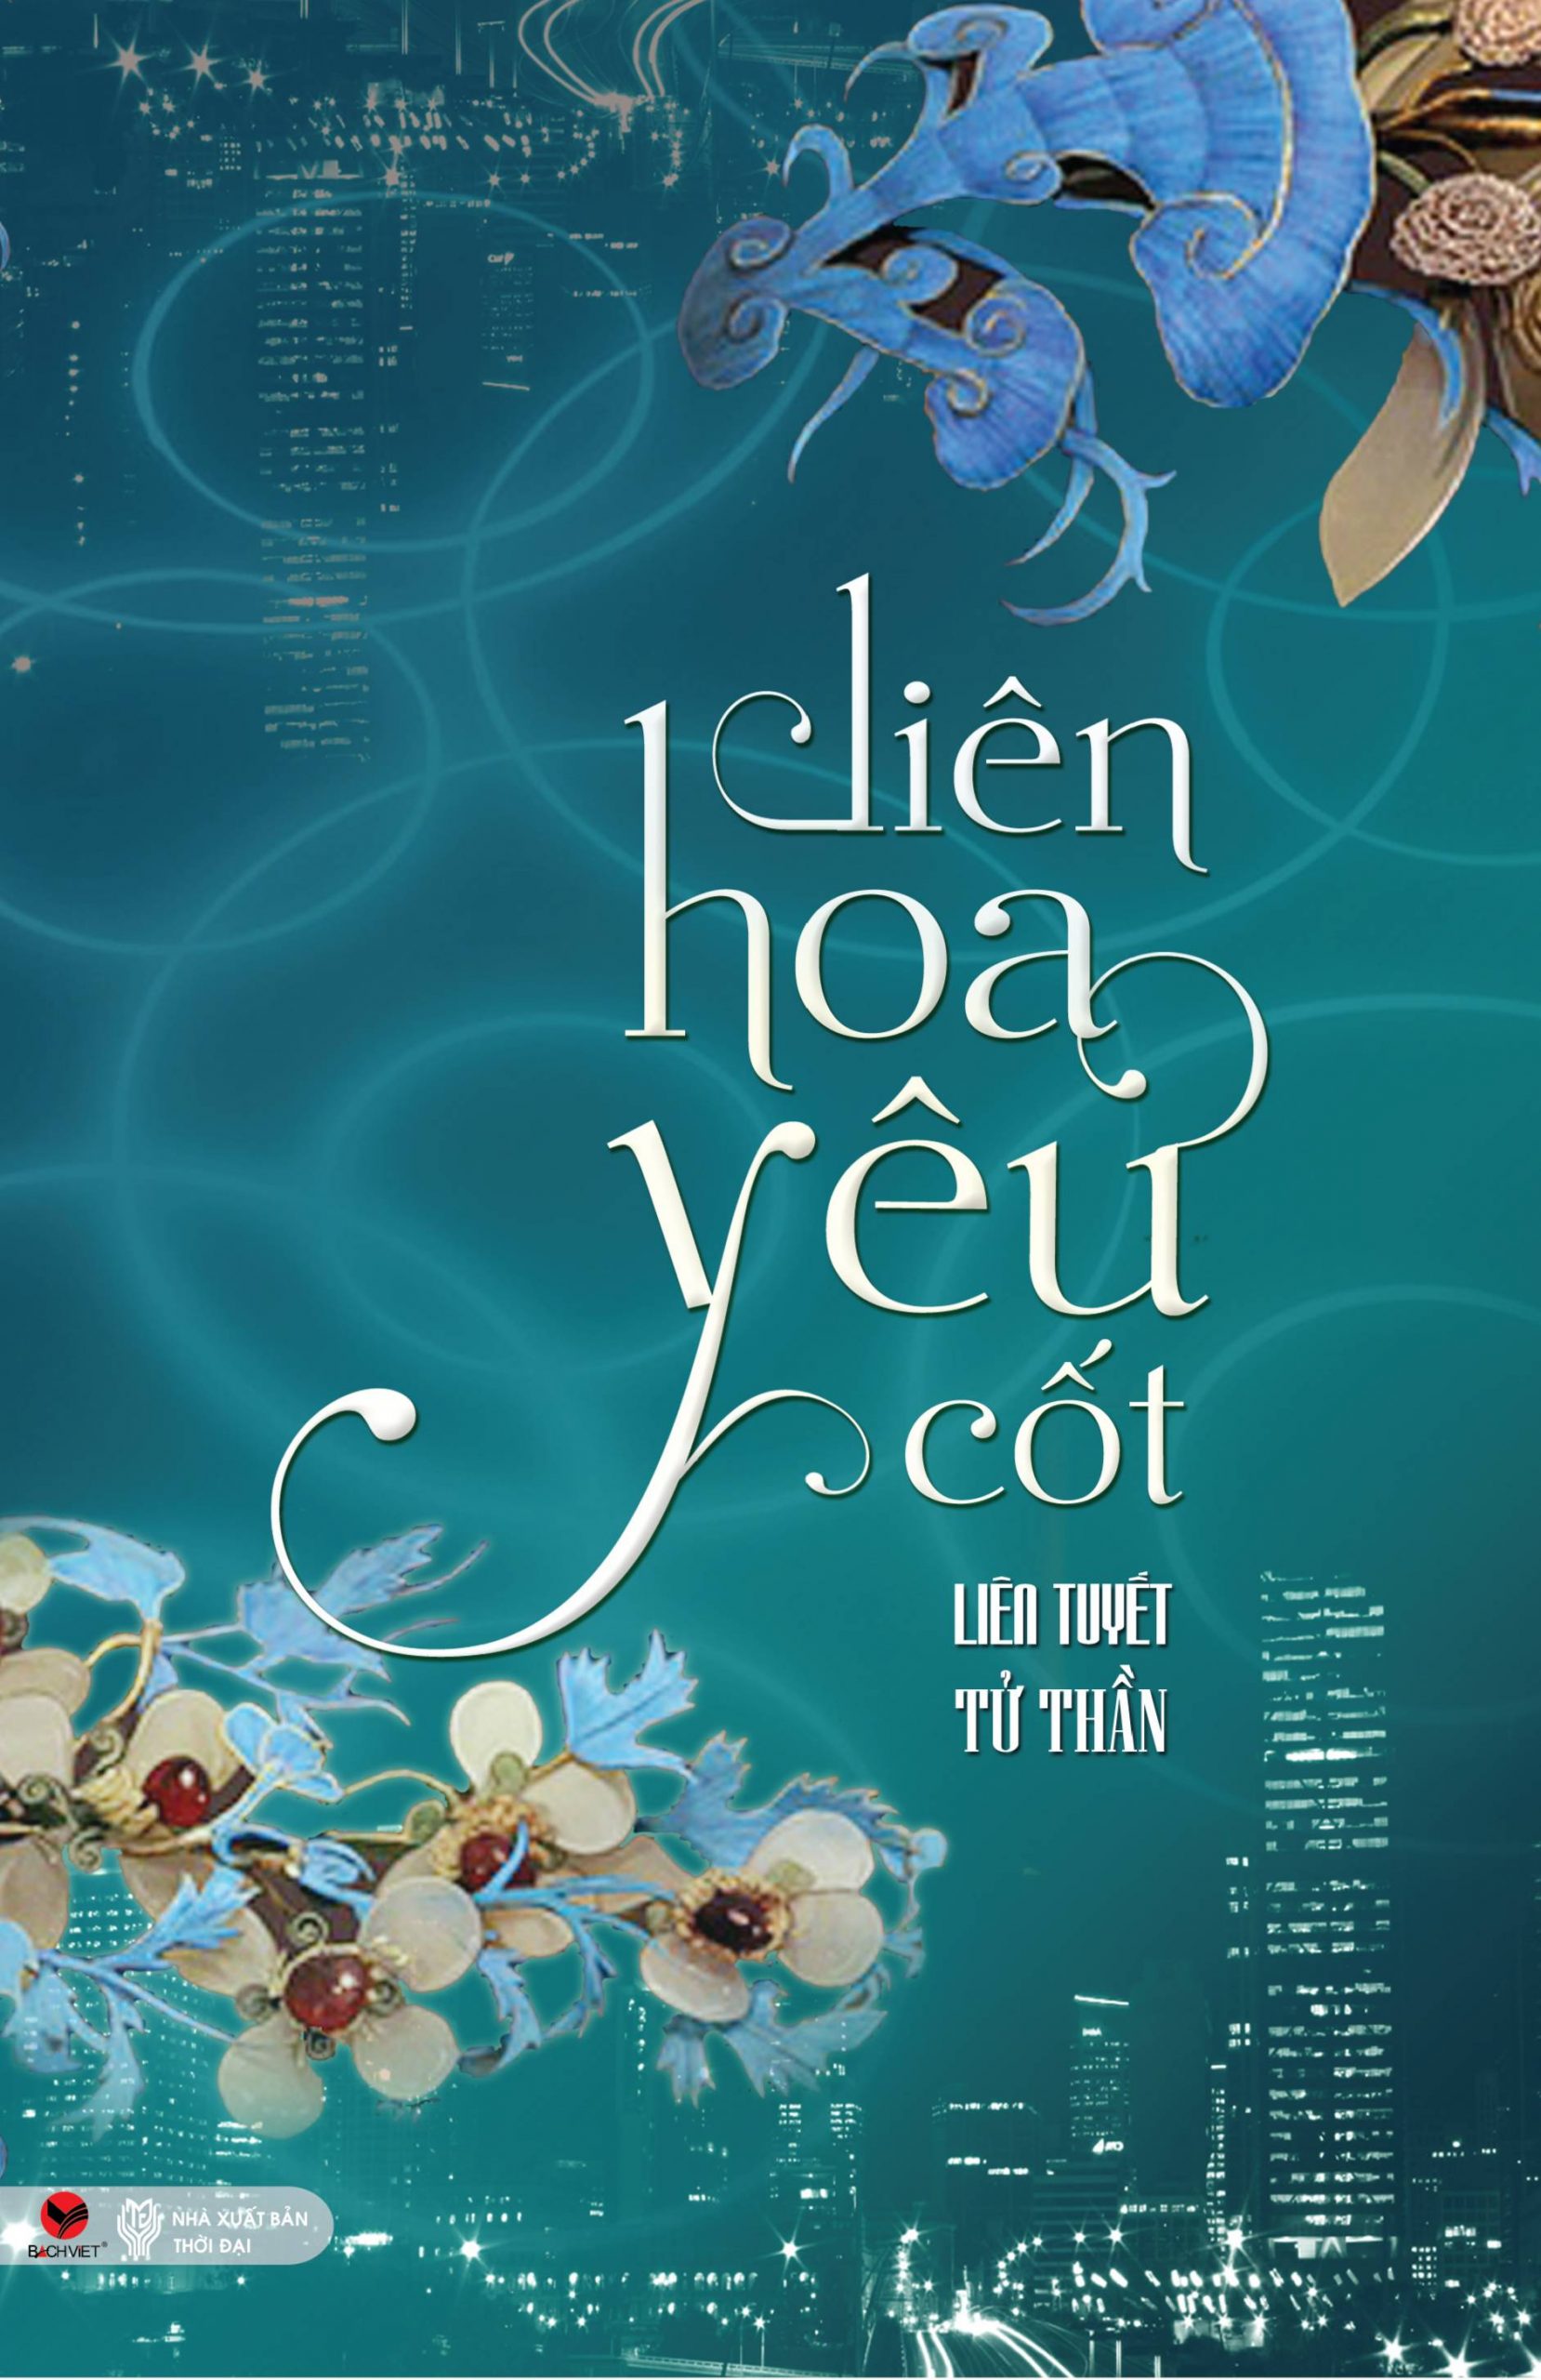 liên
hoa
yêu
cốt
LIÊN TUYẾT
TỬ THẦN
BACHVIET®
NHÀ XUẤT BẢN
THỜI ĐẠI